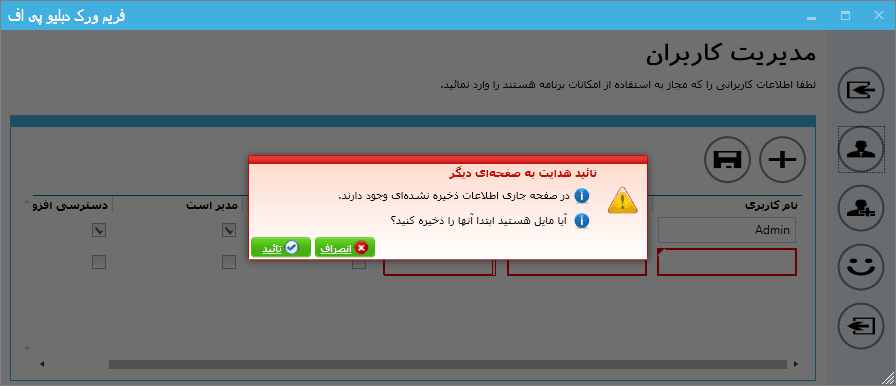 فریم ورک دبلیو پی اف
مدیریت کاربران
لطفا اطلاعات کاربرانی را که مجاز به استفاده از امکانات برنامه هستند را وارد نمائید.
تائید هدایت به صفحه‌ای دیگر
در صفحه جاری اطلاعات ذخیره نشده‌ای وجود دارند.
آیا مایل هستید ابتدا آنها را ذخیره کنید؟
انصراف
تائید
نام کاربری
مدیر است
دسترسی افزو
Admin